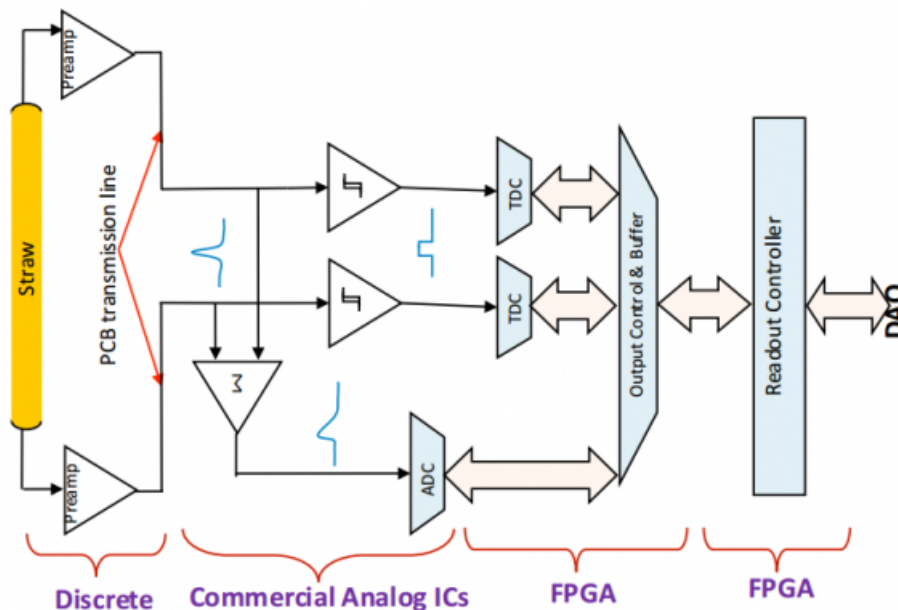 Preamp
Straw
PCB transmission line
Preamp
Σ
TDC
TDC
ADC
Output Control & Buffer
Readout Controller
DAQ
Discrete
Commercial Analog ICs
FPGA
FPGA